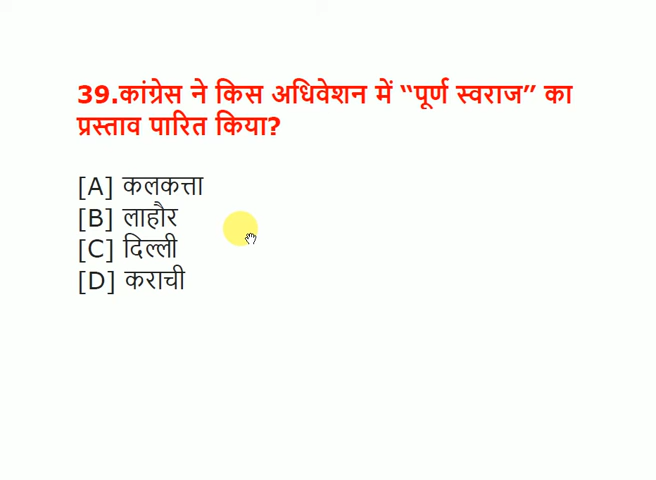 39.कांग्रेस ने किस अधिवेशन में “पूर्ण स्वराज” का
प्रस्ताव पारित किया?
[A] कलकत्ता
[B] लाहौर
[C] दिल्ली
[D] कराची